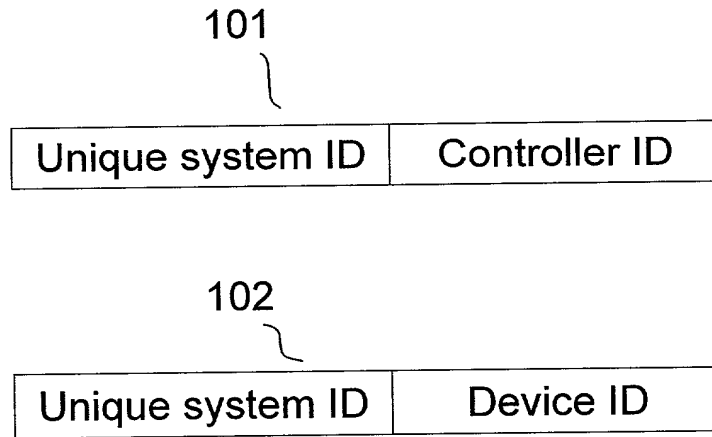 101
Unique system ID Controller ID
102
Unique system ID Device ID